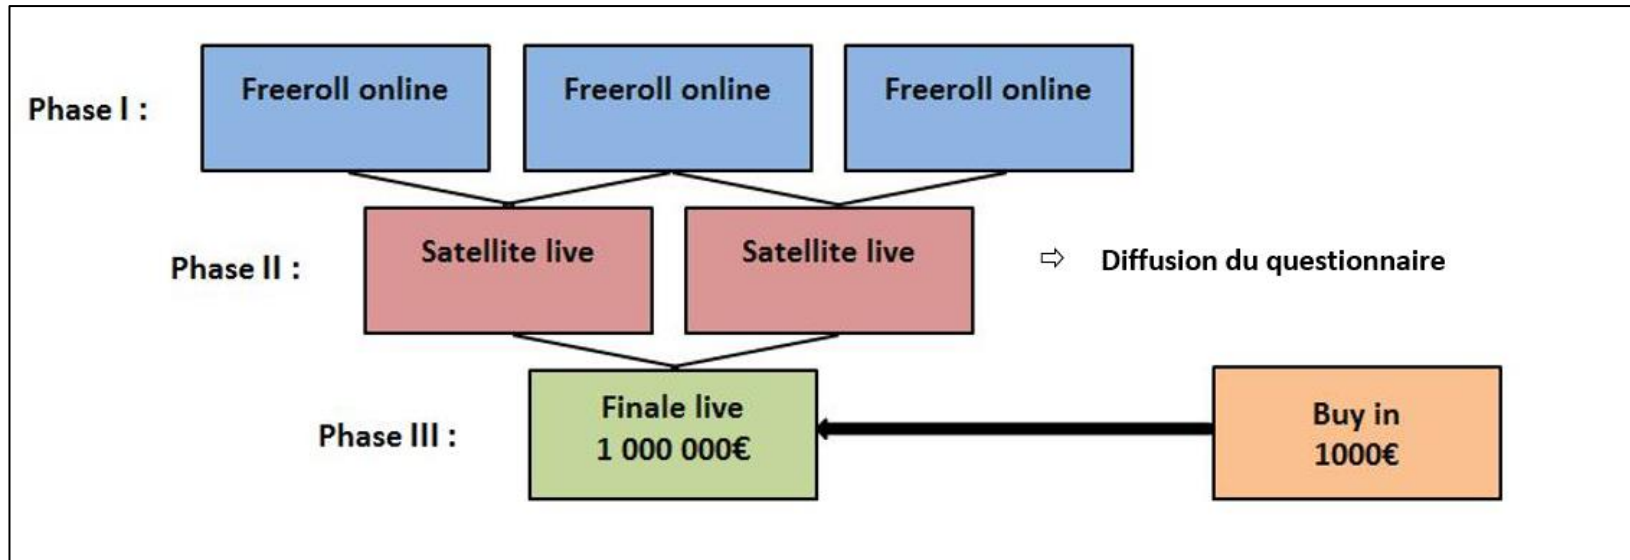 Phase I :
Freeroll online
Freeroll online
Freeroll online
Phase II :
Satellite live
Satellite live
⇨ Diffusion du questionnaire
Phase III :
Finale live
1 000 000€
Buy in
1000€